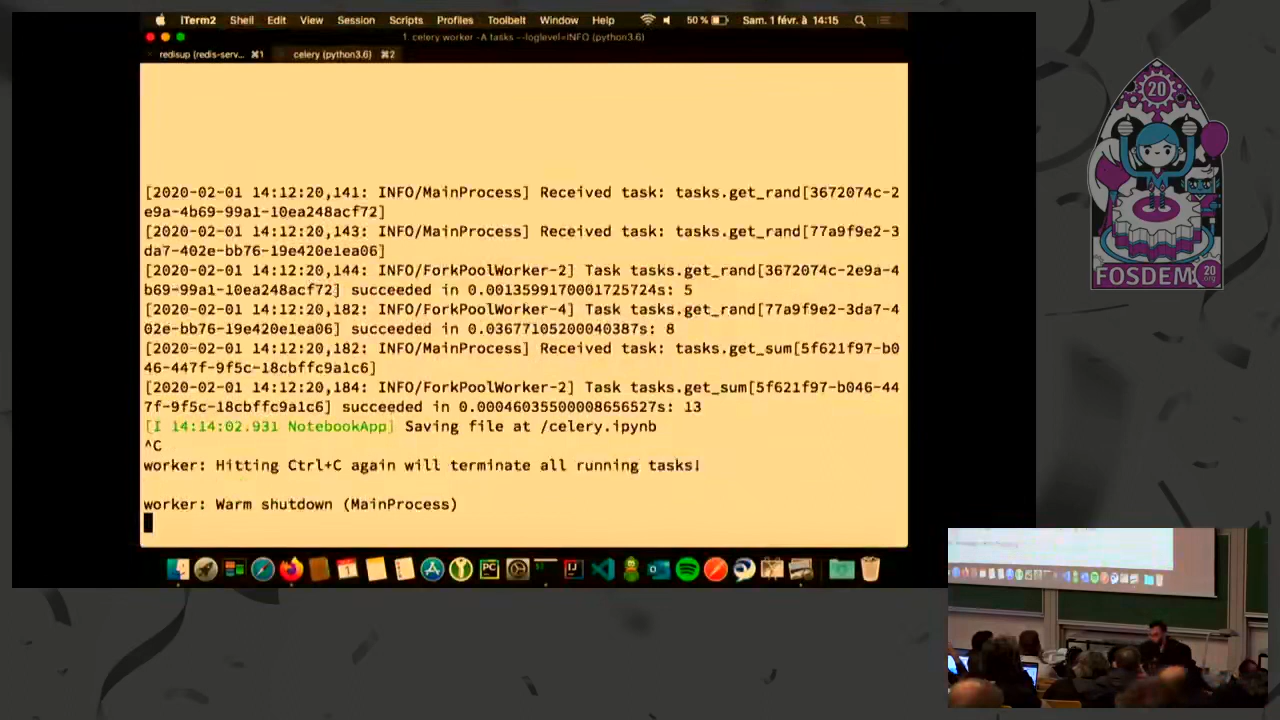 iTerm2 Shell Edit View Session Scripts Profiles Toolbelt Window Help 50 % Sam. 1 févr. à 14:15
1. celery worker -A tasks --loglevel=INFO (python3.6)
redisup (redis-serv... ⌘1 celery (python3.6) ⌘2
[2020-02-01 14:12:20,141: INFO/MainProcess] Received task: tasks.get_rand[3672074c-2
e9a-4b69-99a1-10ea248acf72]
[2020-02-01 14:12:20,143: INFO/MainProcess] Received task: tasks.get_rand[77a9f9e2-3
da7-402e-bb76-19e420e1ea06]
[2020-02-01 14:12:20,144: INFO/ForkPoolWorker-2] Task tasks.get_rand[3672074c-2e9a-4
b69-99a1-10ea248acf72] succeeded in 0.0013599170001725724s: 5
[2020-02-01 14:12:20,182: INFO/ForkPoolWorker-4] Task tasks.get_rand[77a9f9e2-3da7-4
02e-bb76-19e420e1ea06] succeeded in 0.03677105200040387s: 8
[2020-02-01 14:12:20,182: INFO/MainProcess] Received task: tasks.get_sum[5f621f97-b0
46-447f-9f5c-18cbffc9a1c6]
[2020-02-01 14:12:20,184: INFO/ForkPoolWorker-2] Task tasks.get_sum[5f621f97-b046-44
7f-9f5c-18cbffc9a1c6] succeeded in 0.00046035500008656527s: 13
[I 14:14:02.931 NotebookApp] Saving file at /celery.ipynb
^C
worker: Hitting Ctrl+C again will terminate all running tasks!
worker: Warm shutdown (MainProcess)
PC
20
FOSDEM 20
.org